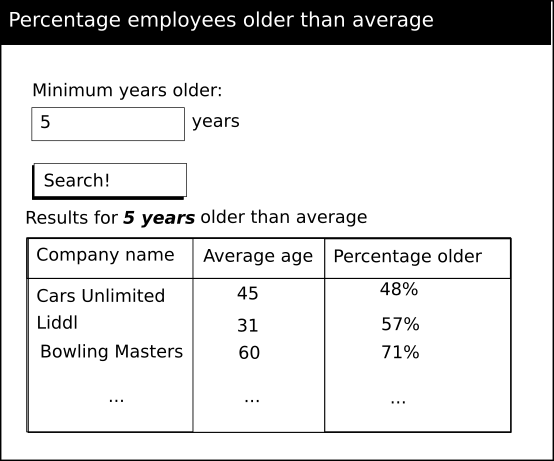 Percentage employees older than average
Minimum years older:
5 years
Search!
Results for 5 years older than average
Company name Average age Percentage older
Cars Unlimited 45 48%
Liddl 31 57%
Bowling Masters 60 71%
... ... ...